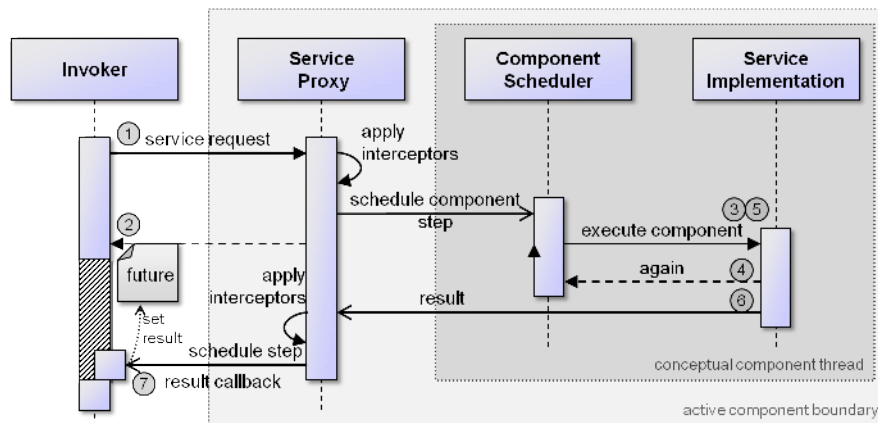 Invoker
Service
Proxy
Component
Scheduler
Service
Implementation
1
service request
apply
interceptors
schedule component
step
3 5
execute component
2
future
again
4
apply
interceptors
result
6
set
result
schedule step
7
result callback
conceptual component thread
active component boundary